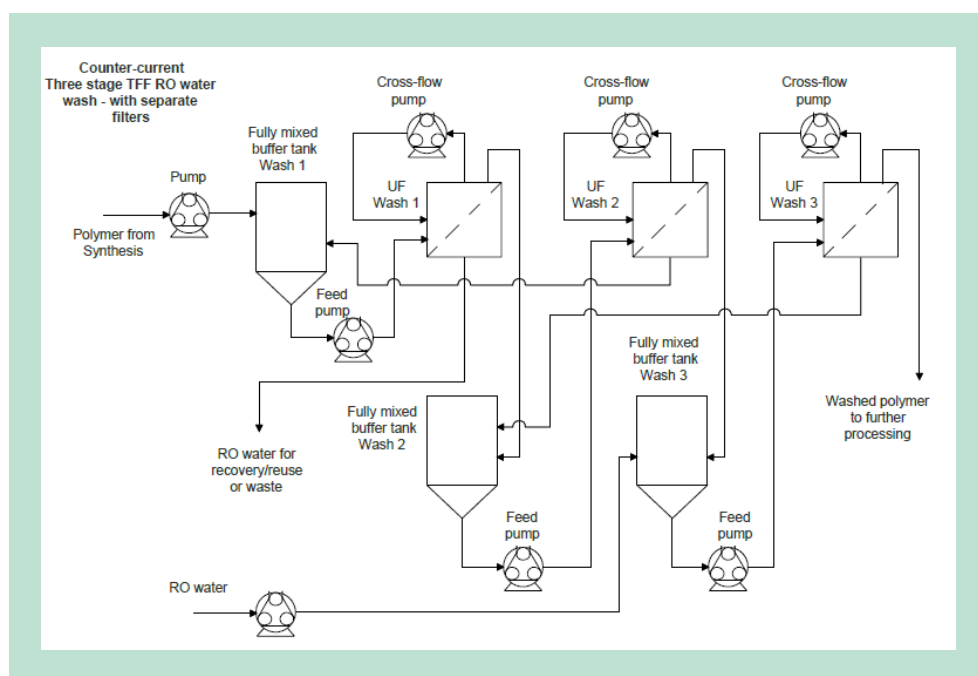 Counter-current
Three stage TFF RO water
wash - with separate
filters
Cross-flow
pump
Cross-flow
pump
Cross-flow
pump
Fully mixed
buffer tank
Wash 1
Pump
UF
Wash 1
UF
Wash 2
UF
Wash 3
Polymer from
Synthesis
Feed
pump
Fully mixed
buffer tank
Wash 3
Fully mixed
buffer tank
Wash 2
Washed polymer
to further
processing
RO water for
recovery/reuse
or waste
Feed
pump
Feed
pump
RO water